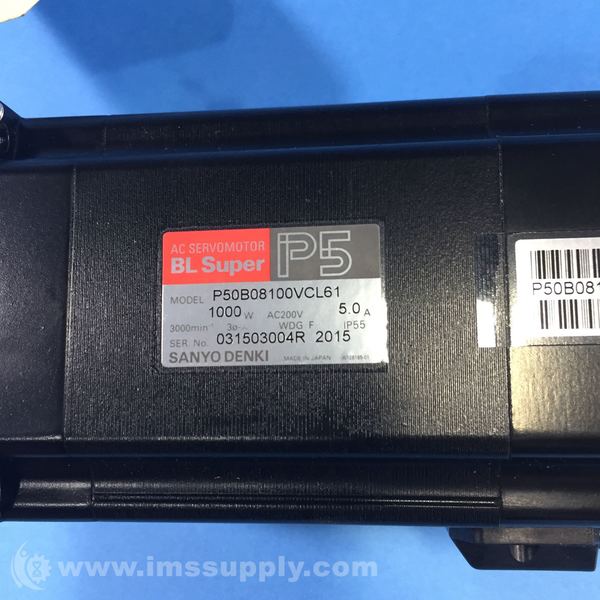 AC SERVOMOTOR
BL Super P5
MODEL P50B08100VCL61
1000 W AC200V 5.0 A
3000min⁻¹ 3ø WDG F IP55
SER. No. 031503004R 2015
SANYO DENKI MADE IN JAPAN
P50B081
www.imssupply.com